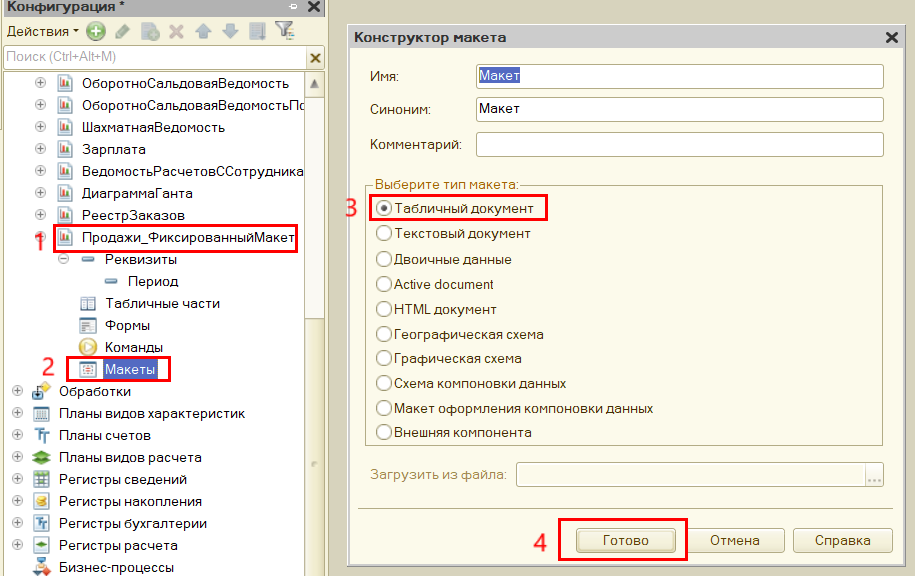 Конфигурация *
Действия
Поиск (Ctrl+Alt+M)
ОборотноСальдоваяВедомость
ОборотноСальдоваяВедомостьПо
ШахматнаяВедомость
Зарплата
ВедомостьРасчетовССотрудника
ДиаграммаГанта
РеестрЗаказов
1 Продажи_ФиксированныйМакет
Реквизиты
Период
Табличные части
Формы
Команды
2 Макеты
Обработки
Планы видов характеристик
Планы счетов
Планы видов расчета
Регистры сведений
Регистры накопления
Регистры бухгалтерии
Регистры расчета
Бизнес-процессы
Конструктор макета
Имя: Макет
Синоним: Макет
Комментарий:
Выберите тип макета:
3 Табличный документ
Текстовый документ
Двоичные данные
Active document
HTML документ
Географическая схема
Графическая схема
Схема компоновки данных
Макет оформления компоновки данных
Внешняя компонента
Загрузить из файла: ...
4 Готово Отмена Справка